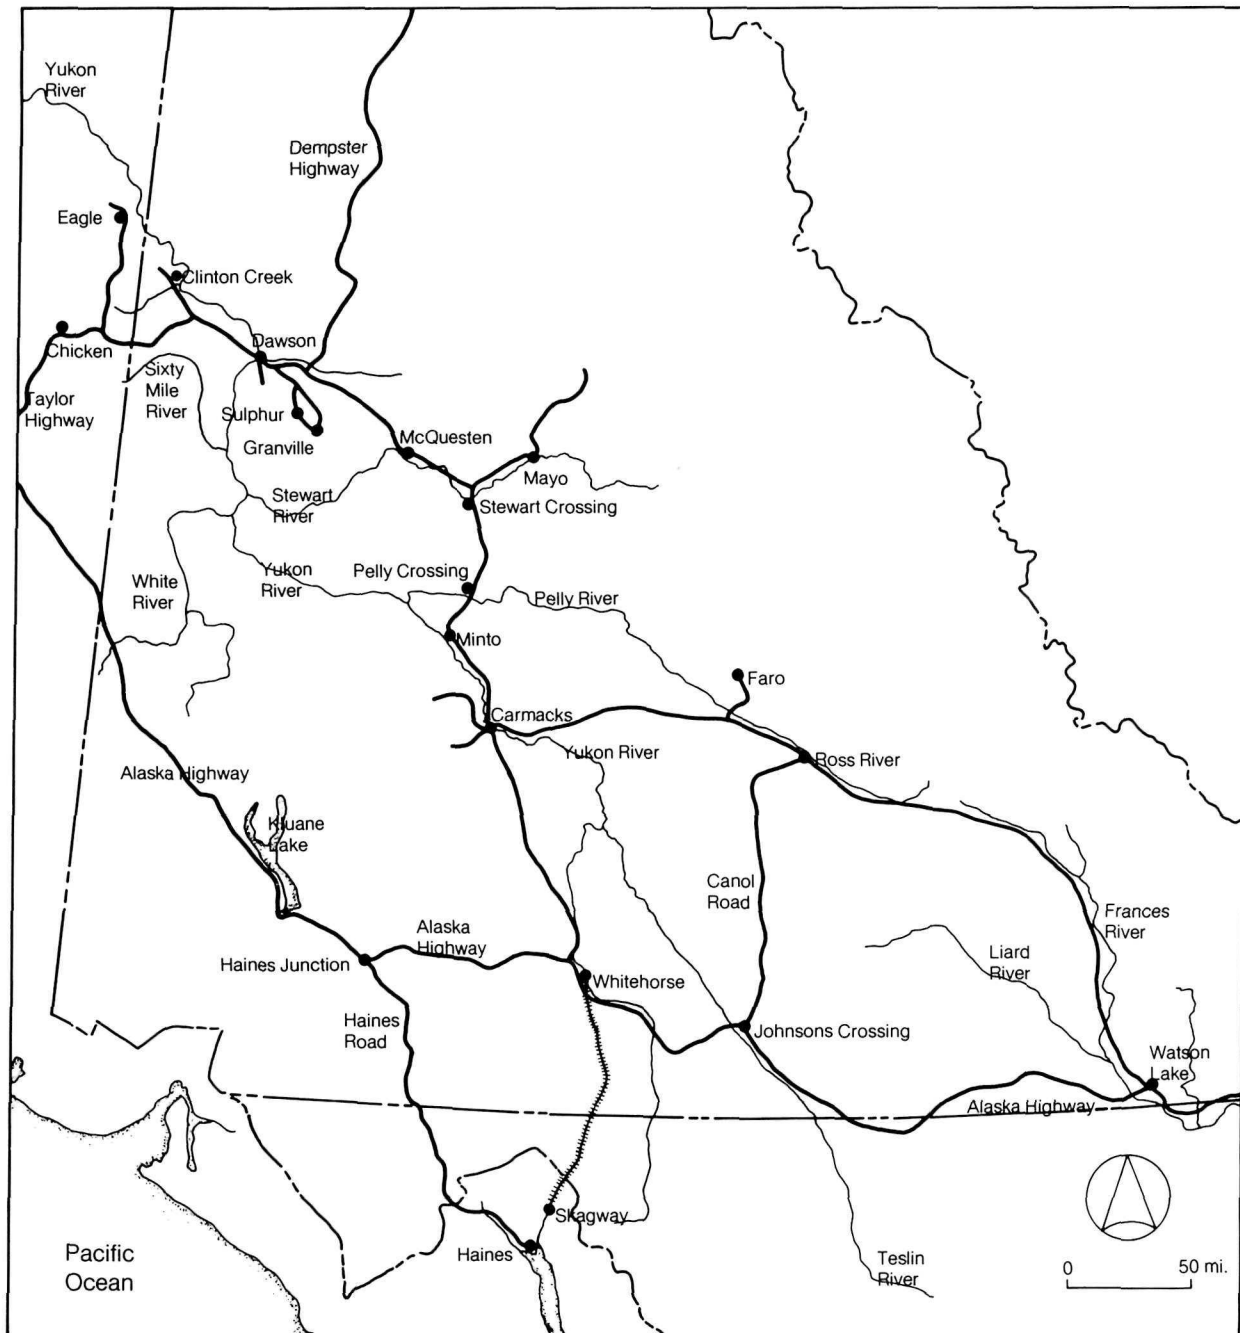 Yukon
River
Dempster
Highway
Eagle
Clinton Creek
Dawson
Chicken
Sixty
Mile
River
Taylor
Highway
Sulphur
Granville
McQuesten
Mayo
Stewart
River
Stewart Crossing
Pelly Crossing
Yukon
River
White
River
Pelly River
Minto
Faro
Carmacks
Yukon River
Ross River
Alaska Highway
Kluane
Lake
Canol
Road
Frances
River
Alaska
Highway
Liard
River
Haines Junction
Whitehorse
Haines
Road
Johnsons Crossing
Watson
Lake
Alaska Highway
Skagway
Haines
Pacific
Ocean
Teslin
River
0 50 mi.